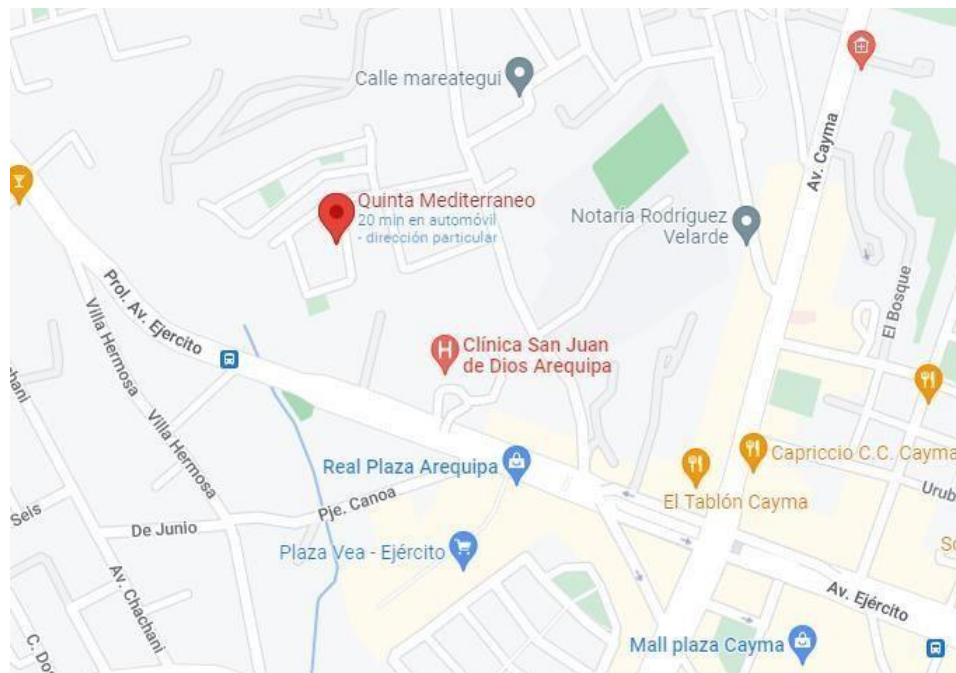 Calle mareategui
Quinta Mediterraneo
20 min en automóvil
- dirección particular
Notaría Rodríguez
Velarde
Av. Cayma
El Bosque
Prol. Av. Ejercito
Villa Hermosa
Villa Hermosa
Clínica San Juan
de Dios Arequipa
Real Plaza Arequipa
Capriccio C.C. Cayma
El Tablón Cayma
Pje. Canoa
Seis
De Junio
Plaza Vea - Ejército
Av. Chachani
Av. Ejército
Mall plaza Cayma
H